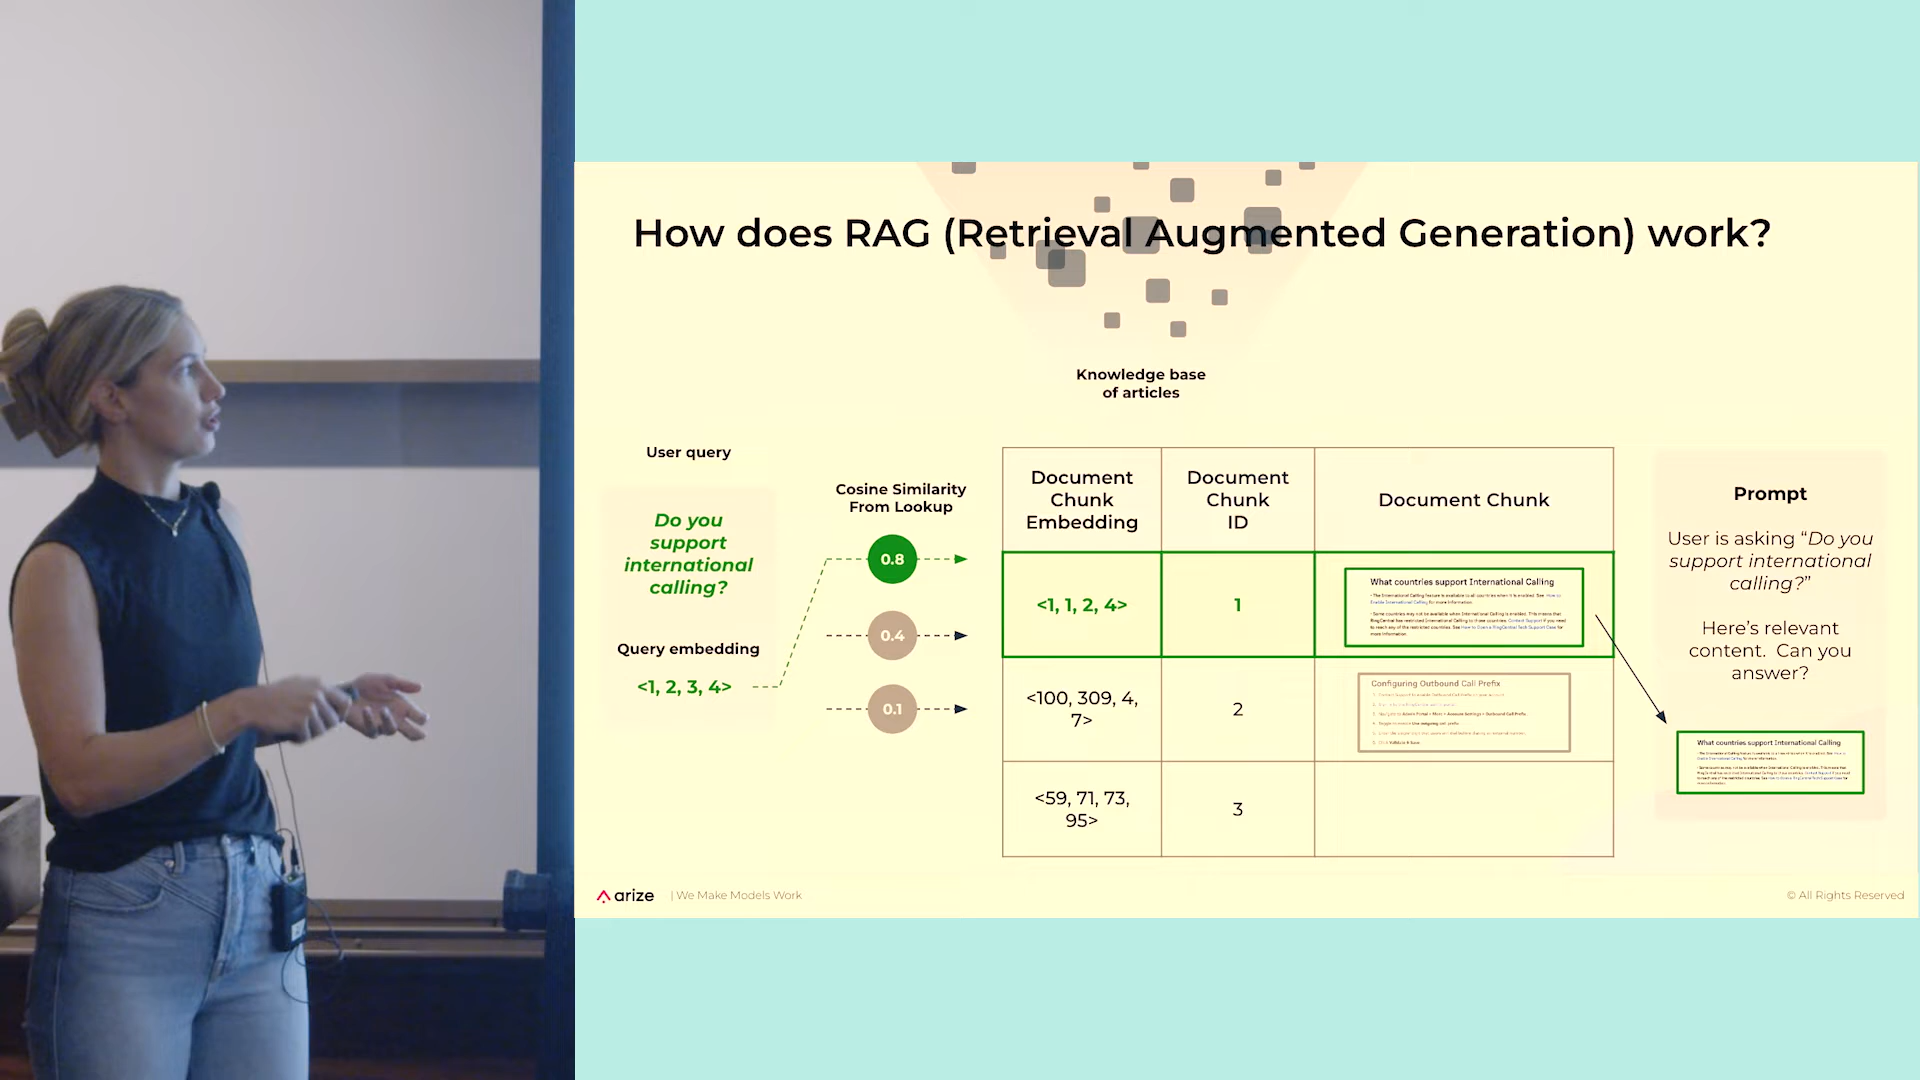 How does RAG (Retrieval Augmented Generation) work?
Knowledge base
of articles
User query
Do you
support
international
calling?
Query embedding
<1, 2, 3, 4>
Cosine Similarity
From Lookup
0.8
0.4
0.1
Document
Chunk
Embedding
Document
Chunk
ID
Document Chunk
<1, 1, 2, 4>
1
What countries support International Calling
<100, 309, 4,
7>
2
Configuring Outbound Call Prefix
<59, 71, 73,
95>
3
Prompt
User is asking “Do you
support international
calling?”
Here’s relevant
content. Can you
answer?
What countries support International Calling
arize
| We Make Models Work
© All Rights Reserved